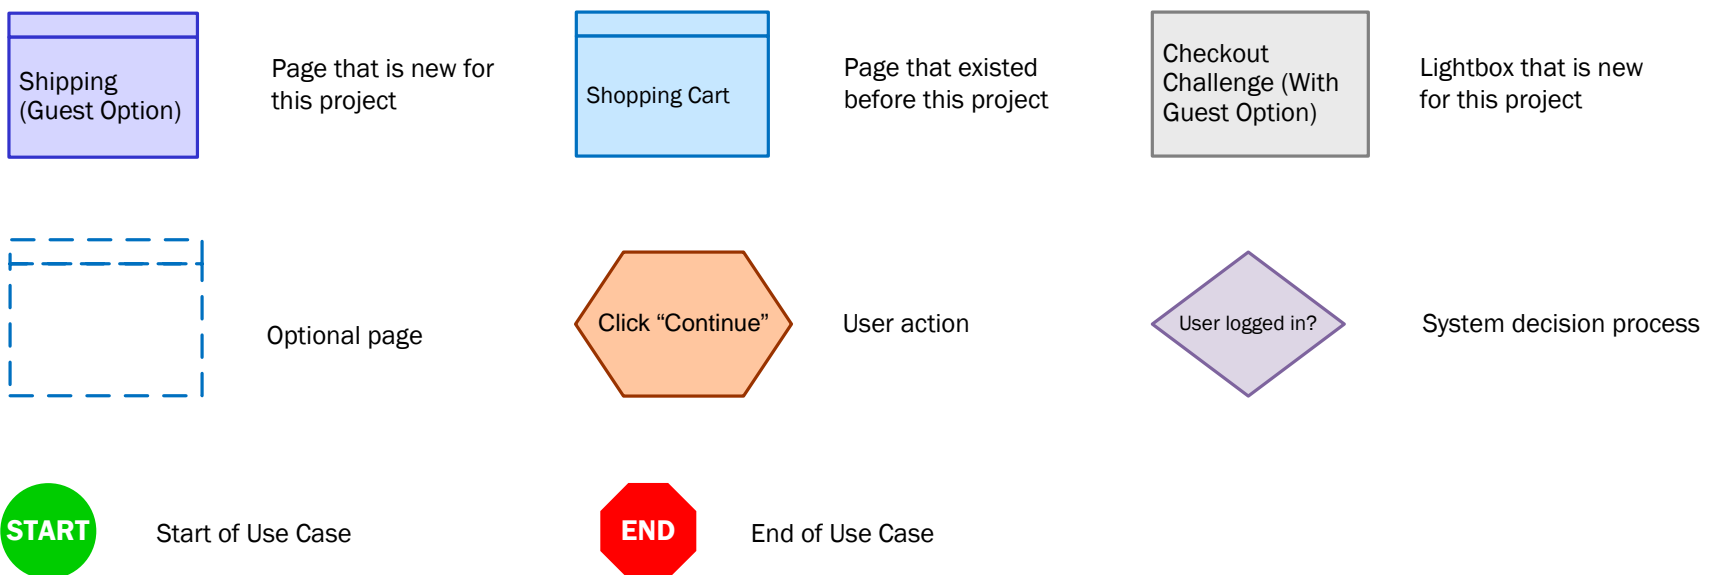 Shipping
(Guest Option)
Page that is new for
this project
Shopping Cart
Page that existed
before this project
Checkout
Challenge (With
Guest Option)
Lightbox that is new
for this project
Optional page
Click “Continue”
User action
User logged in?
System decision process
START
Start of Use Case
END
End of Use Case